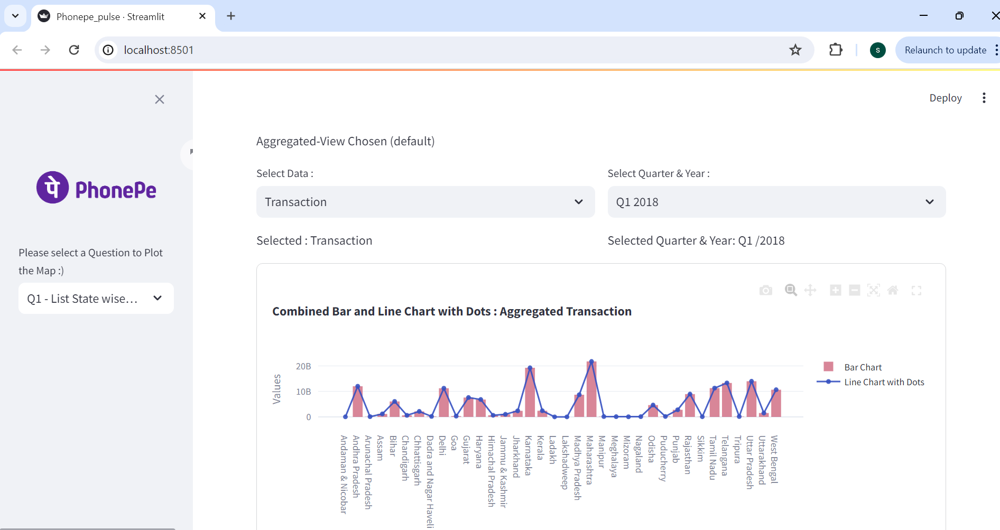 Phonepe_pulse · Streamlit
localhost:8501
S
Relaunch to update
Deploy
पे PhonePe
Please select a Question to Plot
the Map :)
Q1 - List State wise...
Aggregated-View Chosen (default)
Select Data :
Select Quarter & Year :
Transaction
Q1 2018
Selected : Transaction
Selected Quarter & Year: Q1 /2018
Combined Bar and Line Chart with Dots : Aggregated Transaction
Values
20B
10B
0
Bar Chart
Line Chart with Dots
Andaman & Nicobar
Andhra Pradesh
Arunachal Pradesh
Assam
Bihar
Chandigarh
Chhattisgarh
Dadra and Nagar Haveli
Delhi
Goa
Gujarat
Haryana
Himachal Pradesh
Jammu & Kashmir
Jharkhand
Karnataka
Kerala
Ladakh
Lakshadweep
Madhya Pradesh
Maharashtra
Manipur
Meghalaya
Mizoram
Nagaland
Odisha
Puducherry
Punjab
Rajasthan
Sikkim
Tamil Nadu
Telangana
Tripura
Uttar Pradesh
Uttarakhand
West Bengal